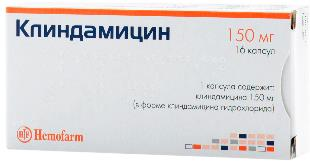 Клиндамицин
150 мг
16 капсул
1 капсула содержит:
клиндамицина 150 мг
(в форме клиндамицина гидрохлорида)
Hemofarm